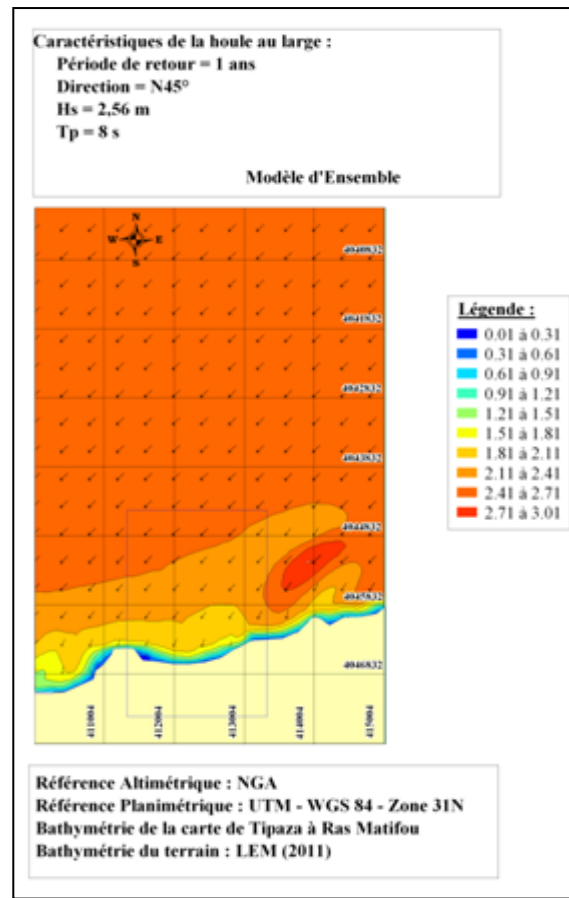 Caractéristiques de la houle au large :
Période de retour = 1 ans
Direction = N45°
Hs = 2,56 m
Tp = 8 s
Modèle d'Ensemble
N
W E
S
4040832
4041832
4042832
4043832
4044832
4045832
4046832
411004
412004
413004
414004
415004
Légende :
0.01 à 0.31
0.31 à 0.61
0.61 à 0.91
0.91 à 1.21
1.21 à 1.51
1.51 à 1.81
1.81 à 2.11
2.11 à 2.41
2.41 à 2.71
2.71 à 3.01
Référence Altimétrique : NGA
Référence Planimétrique : UTM - WGS 84 - Zone 31N
Bathymétrie de la carte de Tipaza à Ras Matifou
Bathymétrie du terrain : LEM (2011)